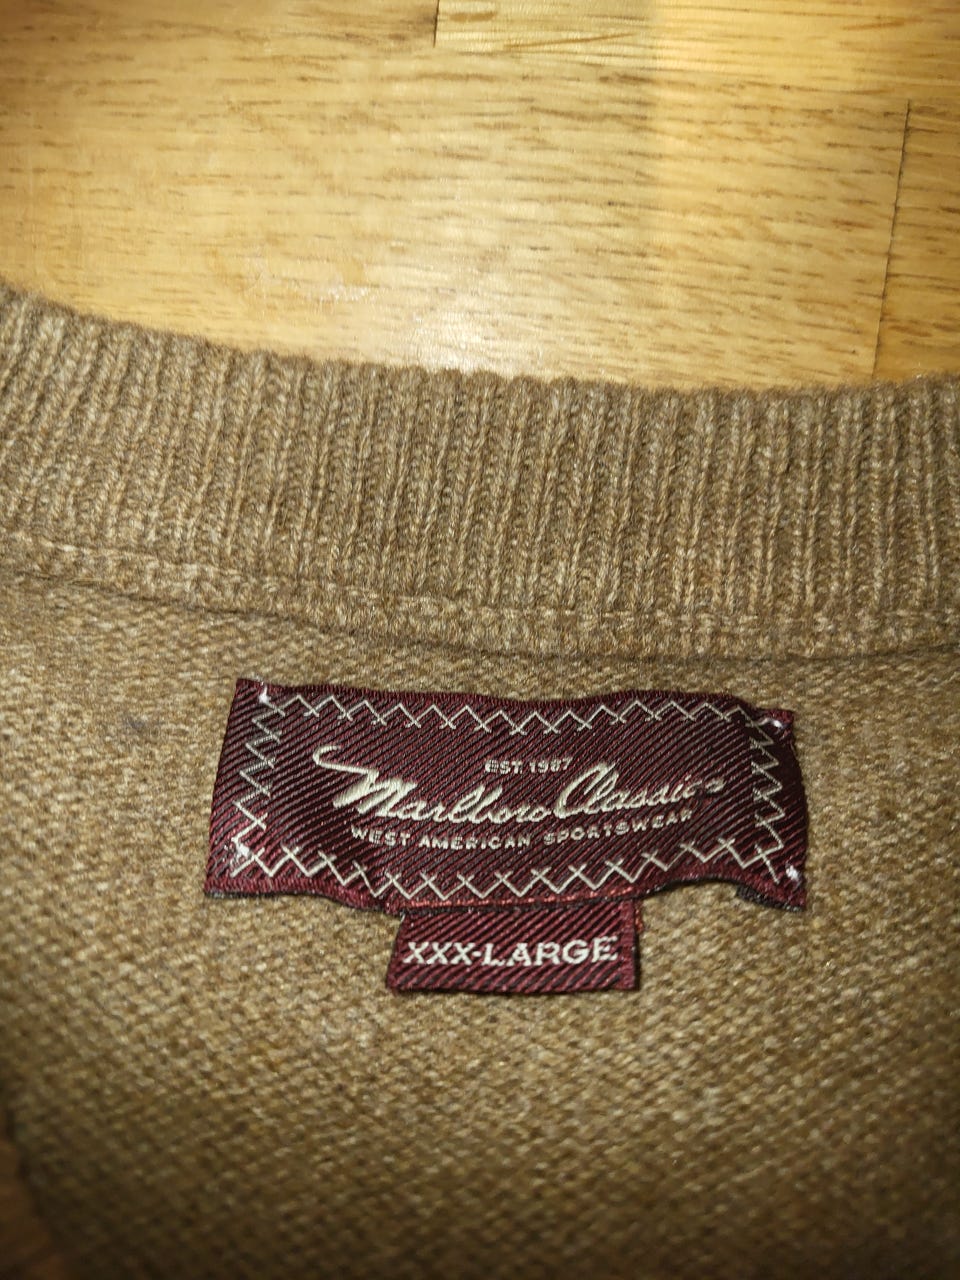 EST. 1987
Marlboro Classics
WEST AMERICAN SPORTSWEAR
XXX-LARGE